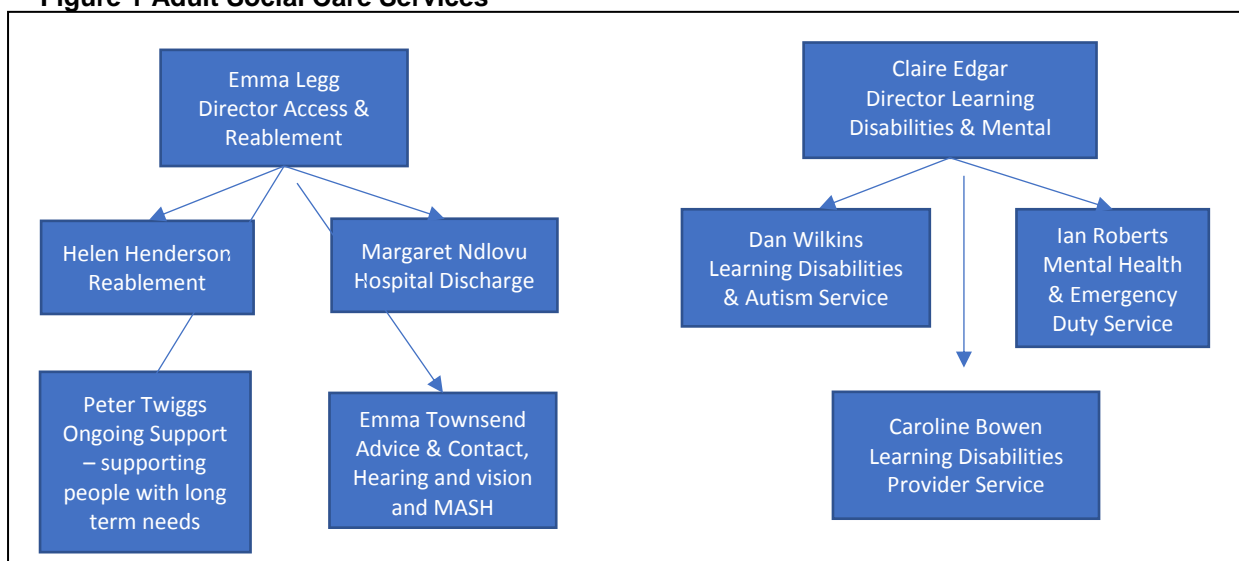 Figure 1 Adult Social Care Services
Emma Legg
Director Access &
Reablement
Claire Edgar
Director Learning
Disabilities & Mental
Helen Henderson
Reablement
Margaret Ndlovu
Hospital Discharge
Dan Wilkins
Learning Disabilities
& Autism Service
Ian Roberts
Mental Health
& Emergency
Duty Service
Peter Twiggs
Ongoing Support
– supporting
people with long
term needs
Emma Townsend
Advice & Contact,
Hearing and vision
and MASH
Caroline Bowen
Learning Disabilities
Provider Service